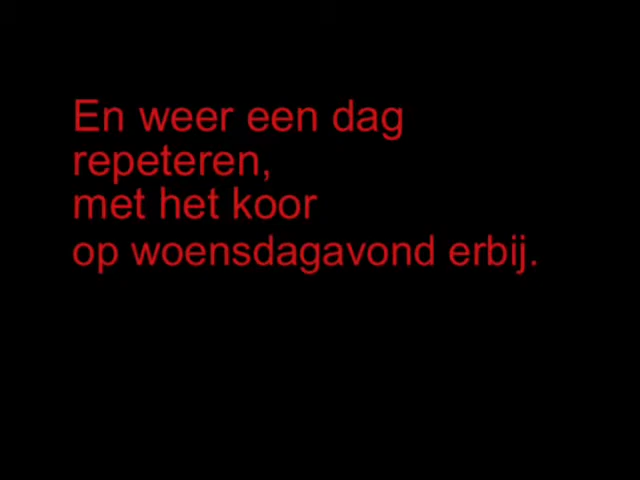 En weer een dag
repeteren,
met het koor
op woensdagavond erbij.